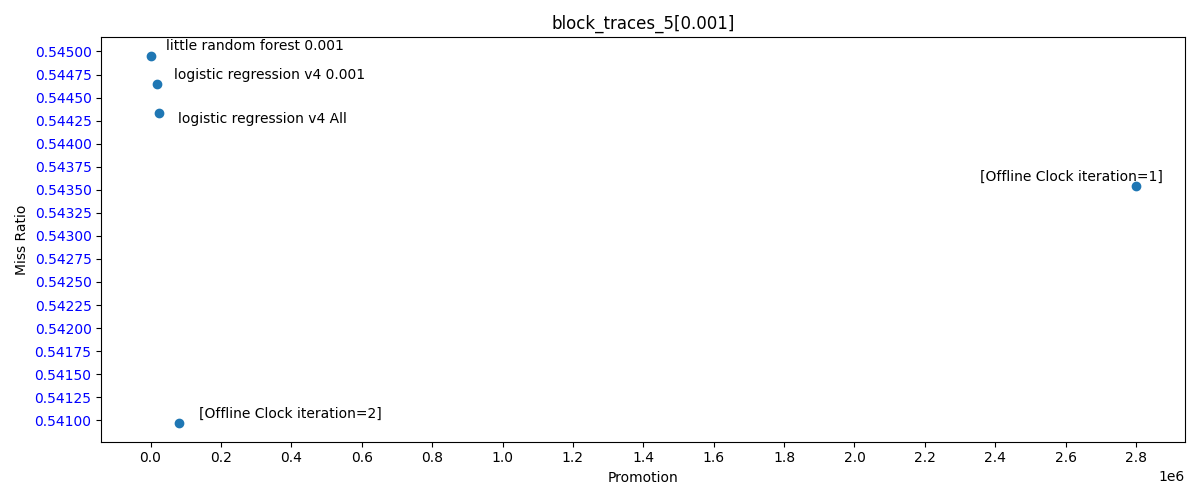 block_traces_5[0.001]
Miss Ratio
0.54500
0.54475
0.54450
0.54425
0.54400
0.54375
0.54350
0.54325
0.54300
0.54275
0.54250
0.54225
0.54200
0.54175
0.54150
0.54125
0.54100
little random forest 0.001
logistic regression v4 0.001
logistic regression v4 All
[Offline Clock iteration=1]
[Offline Clock iteration=2]
0.0 0.2 0.4 0.6 0.8 1.0 1.2 1.4 1.6 1.8 2.0 2.2 2.4 2.6 2.8
1e6
Promotion